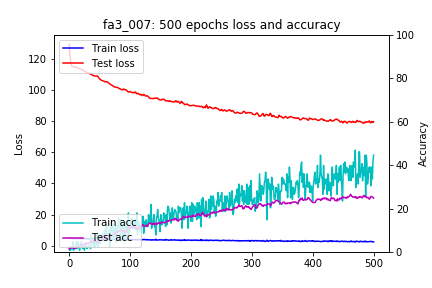 fa3_007: 500 epochs loss and accuracy
Train loss
Test loss
Train acc
Test acc
Loss
0
20
40
60
80
100
120
Accuracy
0
20
40
60
80
100
0
100
200
300
400
500